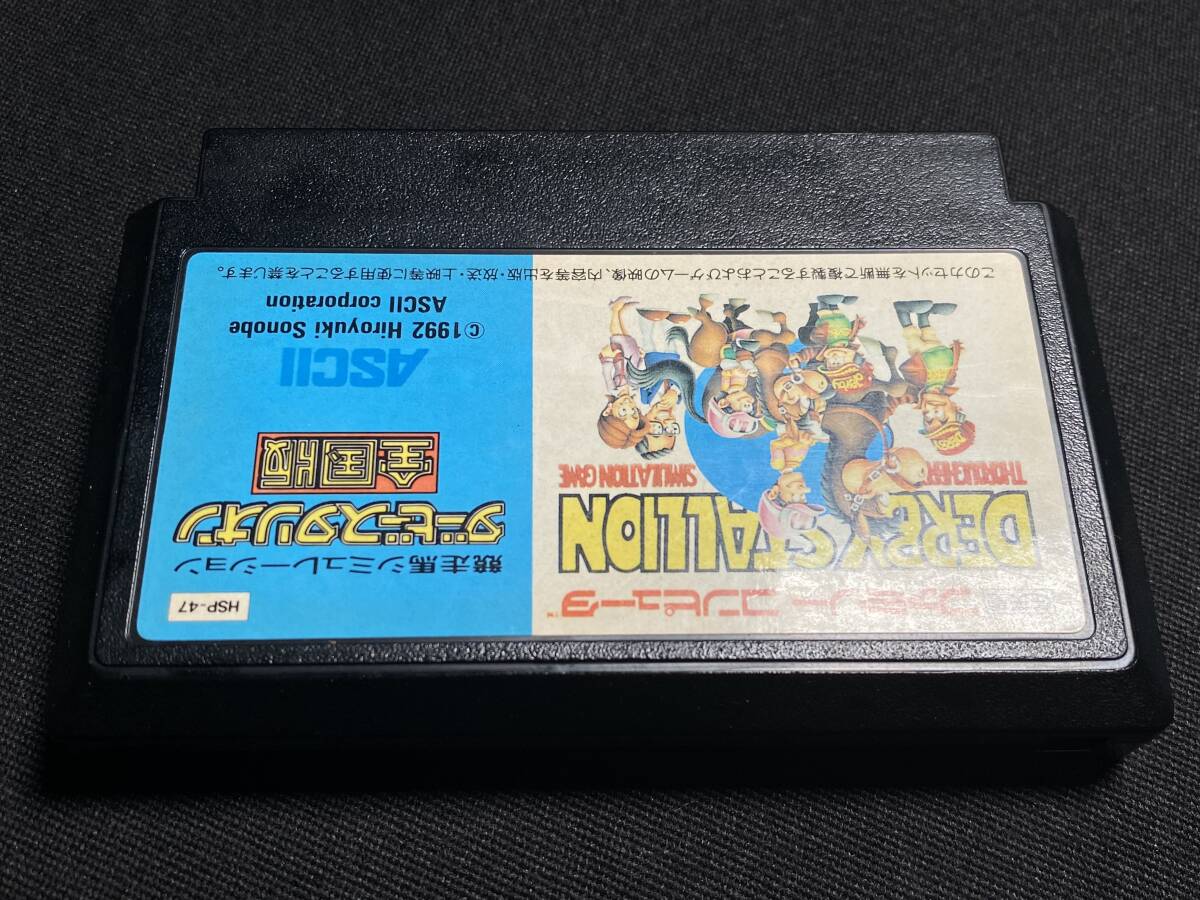 ファミリー コンピュータ™
DERBY STALLION
THOROUGHBRED
SIMULATION GAME
DERBY
Derby
このカセットを無断で複製することおよびゲームの映像、内容等を出版・放送・上映等に使用することを禁じます。
HSP-47
競走馬シミュレーション
ダービースタリオン
全国版
ASCII
©1992 Hiroyuki Sonobe
ASCII corporation